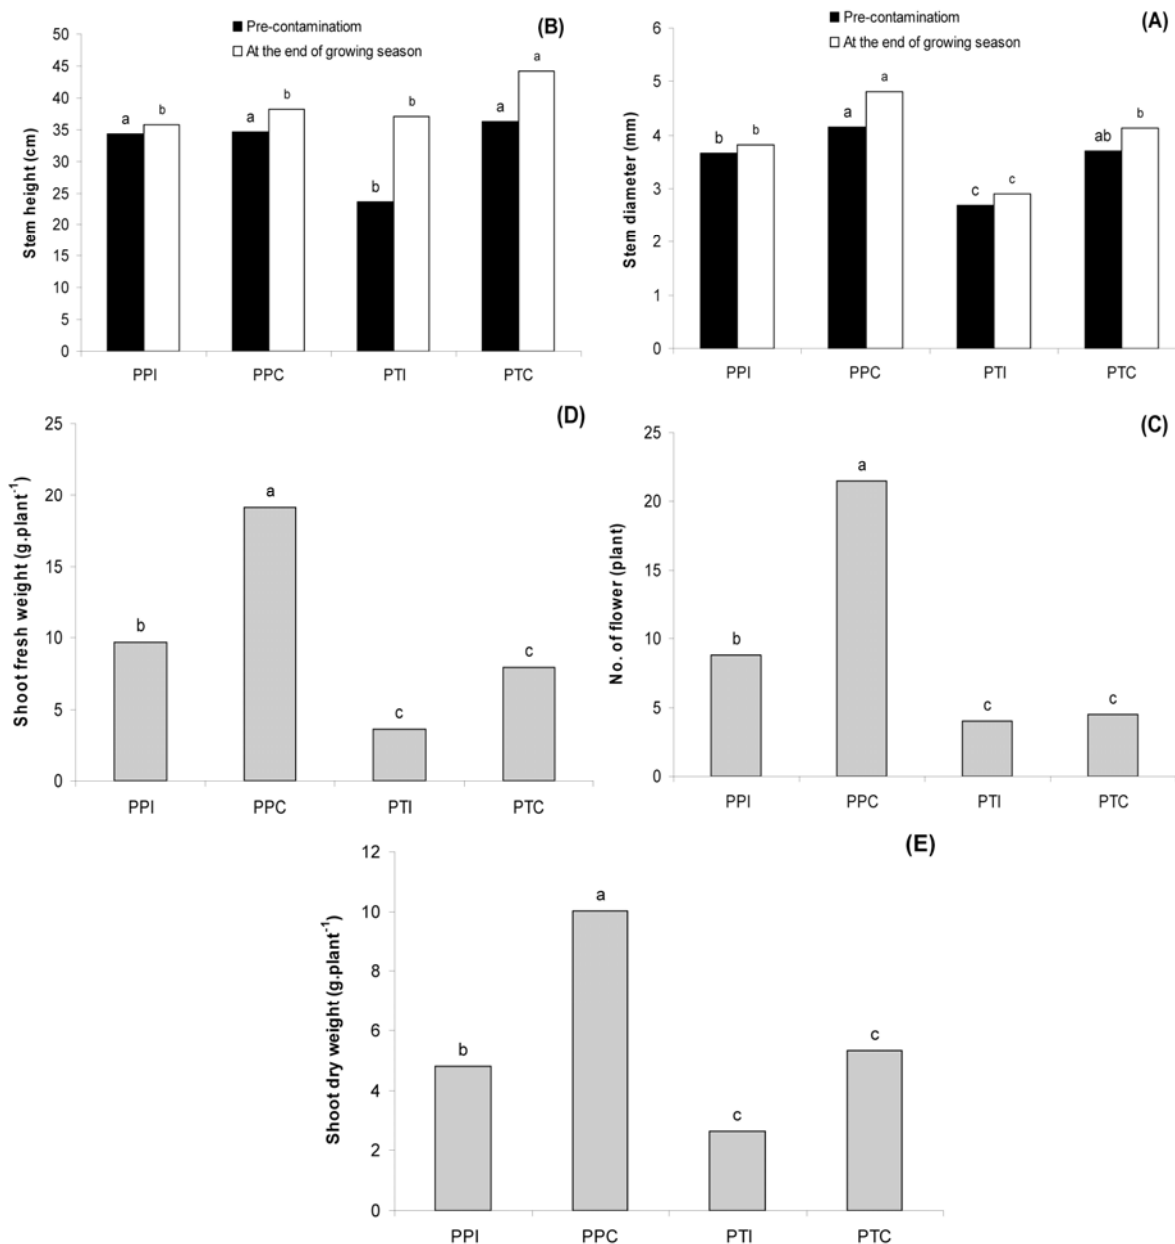 Pre-contaminatiom
At the end of growing season
(B)
Stem height (cm)
50
45
40
35
30
25
20
15
10
5
0
a b
a b
b b
a a
PPI PPC PTI PTC
Pre-contaminatiom
At the end of growing season
(A)
Stem diameter (mm)
6
5
4
3
2
1
0
b b
a a
c c
ab b
PPI PPC PTI PTC
(D)
Shoot fresh weight (g.plant-1)
25
20
15
10
5
0
b a c c
PPI PPC PTI PTC
(C)
No. of flower (plant)
25
20
15
10
5
0
b a c c
PPI PPC PTI PTC
(E)
Shoot dry weight (g.plant-1)
12
10
8
6
4
2
0
b a c c
PPI PPC PTI PTC